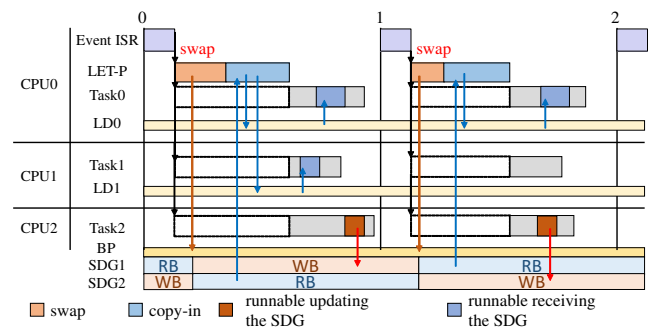 0 1 2
Event ISR
swap swap
CPU0 LET-P
Task0
LD0
CPU1 Task1
LD1
CPU2 Task2
BP
SDG1 RB WB RB
SDG2 WB RB WB
swap copy-in runnable updating the SDG runnable receiving the SDG